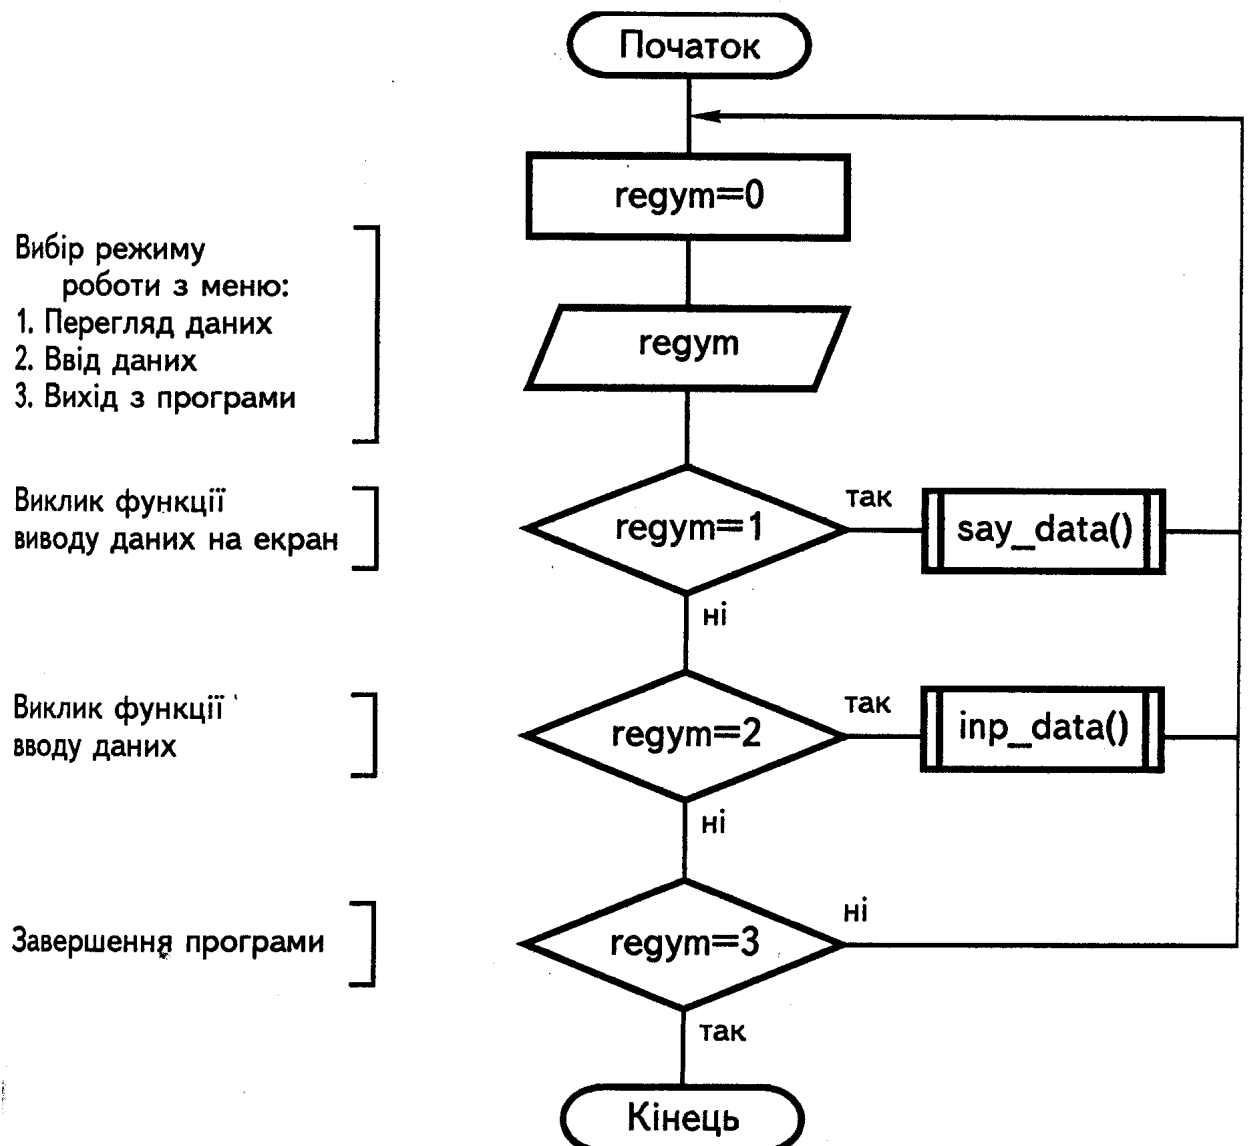 Початок
regym=0
Вибір режиму
роботи з меню:
1. Перегляд даних
2. Ввід даних
3. Вихід з програми
regym
Виклик функції
виводу даних на екран
regym=1
так
say_data()
ні
Виклик функції
вводу даних
regym=2
так
inp_data()
ні
Завершення програми
regym=3
ні
так
Кінець